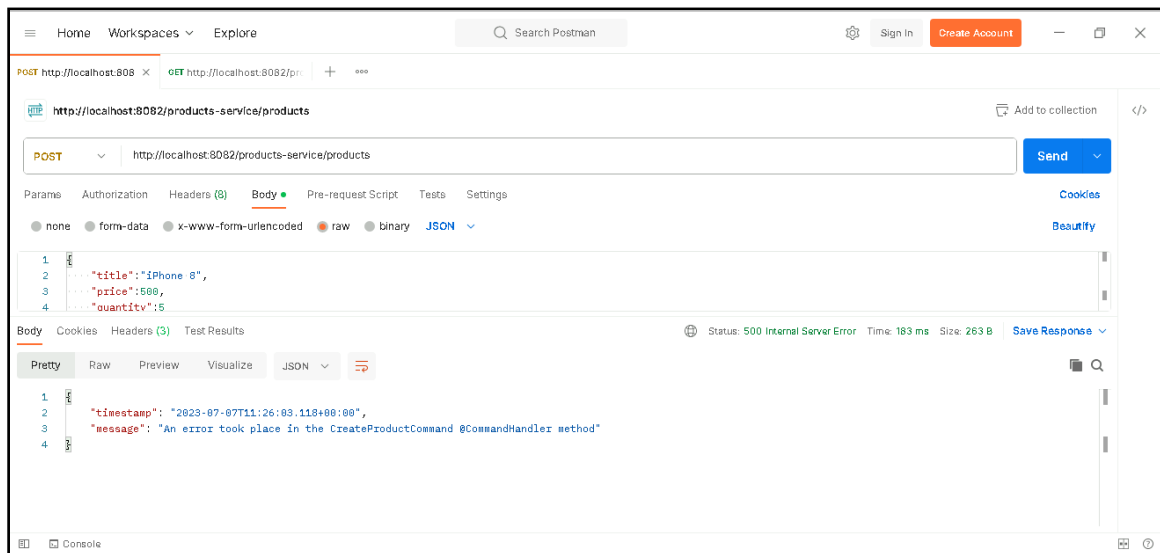 Home Workspaces Explore Search Postman Sign In Create Account
POST http://localhost:808 GET http://localhost:8082/pr
HTTP http://localhost:8082/products-service/products Add to collection </>
POST http://localhost:8082/products-service/products Send
Params Authorization Headers (8) Body Pre-request Script Tests Settings Cookies
none form-data x-www-form-urlencoded raw binary JSON Beautify
1 {
2 "title":"iPhone 8",
3 "price":500,
4 "quantity":5
Body Cookies Headers (3) Test Results Status: 500 Internal Server Error Time: 183 ms Size: 263 B Save Response
Pretty Raw Preview Visualize JSON
1 {
2 "timestamp": "2023-07-07T11:26:03.118+00:00",
3 "message": "An error took place in the CreateProductCommand @CommandHandler method"
4 }
Console